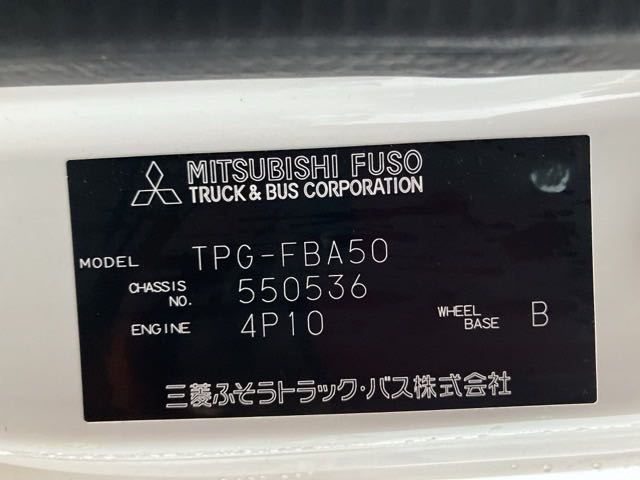 MITSUBISHI FUSO
TRUCK & BUS CORPORATION
MODEL TPG-FBA50
CHASSIS NO. 550536
ENGINE 4P10 WHEEL BASE B
三菱ふそうトラック・バス株式会社